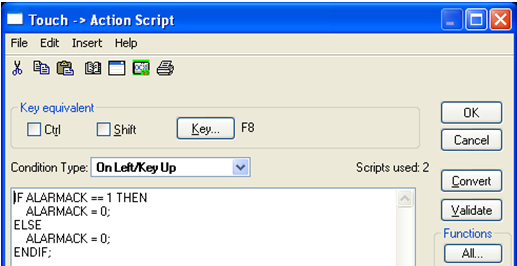 Touch -> Action Script
File Edit Insert Help
Key equivalent
Ctrl Shift Key... F8
OK
Cancel
Condition Type: On Left/Key Up Scripts used: 2
Convert
Validate
Functions
All...
IF ALARMACK == 1 THEN
ALARMACK = 0;
ELSE
ALARMACK = 0;
ENDIF;